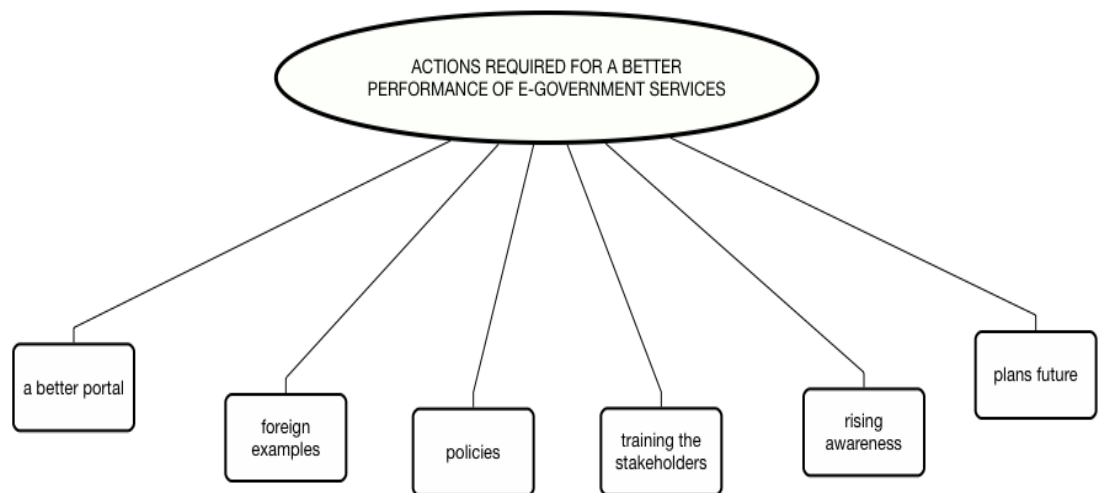 ACTIONS REQUIRED FOR A BETTER
PERFORMANCE OF E-GOVERNMENT SERVICES
a better portal
foreign
examples
policies
training the
stakeholders
rising
awareness
plans future